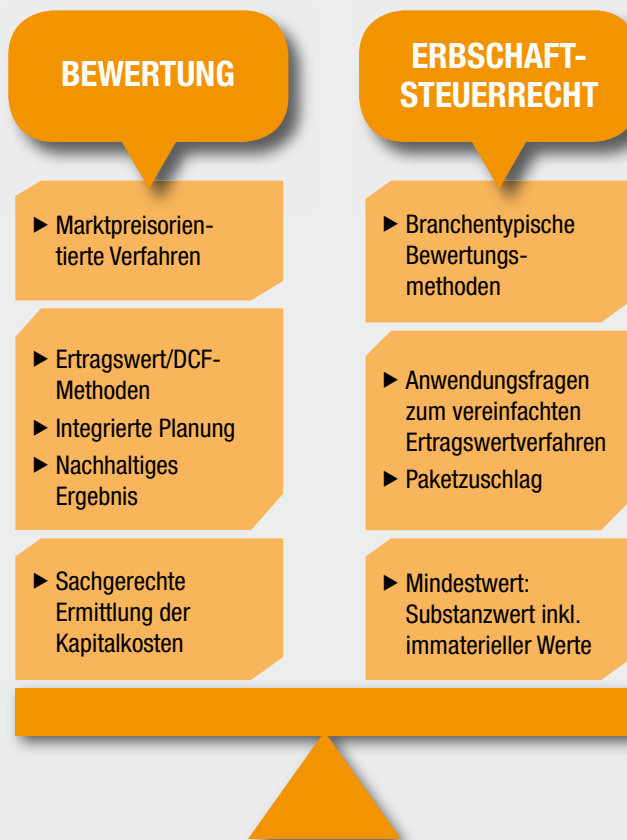 BEWERTUNG
▶ Marktpreisorien-
tierte Verfahren
▶ Ertragswert/DCF-
Methoden
▶ Integrierte Planung
▶ Nachhaltiges
Ergebnis
▶ Sachgerechte
Ermittlung der
Kapitalkosten
ERBSCHAFT-
STEUERRECHT
▶ Branchentypische
Bewertungs-
methoden
▶ Anwendungsfragen
zum vereinfachten
Ertragswertverfahren
▶ Paketzuschlag
▶ Mindestwert:
Substanzwert inkl.
immaterieller Werte